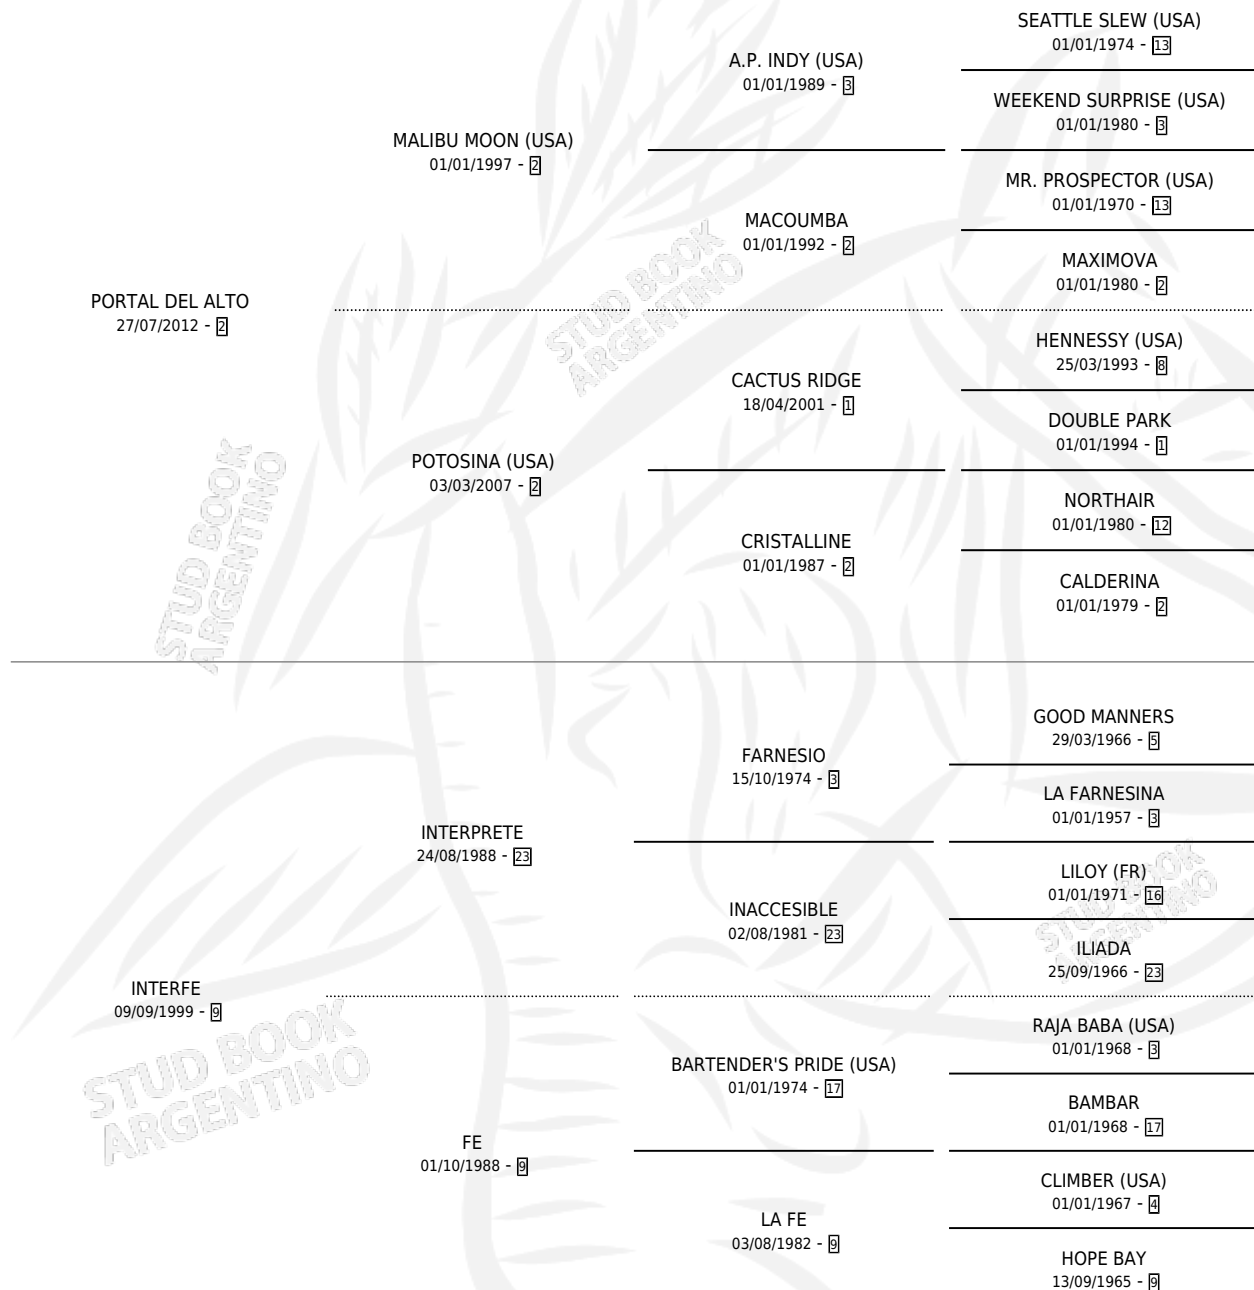 SEATTLE SLEW (USA)
01/01/1974 - 13
A.P. INDY (USA)
01/01/1989 - 3
WEEKEND SURPRISE (USA)
01/01/1980 - 3
MALIBU MOON (USA)
01/01/1997 - 2
MR. PROSPECTOR (USA)
01/01/1970 - 13
MACOUMBA
01/01/1992 - 2
MAXIMOVA
01/01/1980 - 2
PORTAL DEL ALTO
27/07/2012 - 2
HENNESSY (USA)
25/03/1993 - 8
CACTUS RIDGE
18/04/2001 - 1
DOUBLE PARK
01/01/1994 - 1
POTOSINA (USA)
03/03/2007 - 2
NORTHAIR
01/01/1980 - 12
CRISTALLINE
01/01/1987 - 2
CALDERINA
01/01/1979 - 2
GOOD MANNERS
29/03/1966 - 5
FARNESIO
15/10/1974 - 3
LA FARNESINA
01/01/1957 - 3
INTERPRETE
24/08/1988 - 23
LILOY (FR)
01/01/1971 - 16
INACCESIBLE
02/08/1981 - 23
ILIADA
25/09/1966 - 23
INTERFE
09/09/1999 - 9
RAJA BABA (USA)
01/01/1968 - 3
BARTENDER'S PRIDE (USA)
01/01/1974 - 17
BAMBAR
01/01/1968 - 17
FE
01/10/1988 - 9
CLIMBER (USA)
01/01/1967 - 4
LA FE
03/08/1982 - 9
HOPE BAY
13/09/1965 - 9
STUD BOOK
ARGENTINO
STUD BOOK
ARGENTINO
STUD BOOK
ARGENTINO
STUD BOOK
ARGENTINO